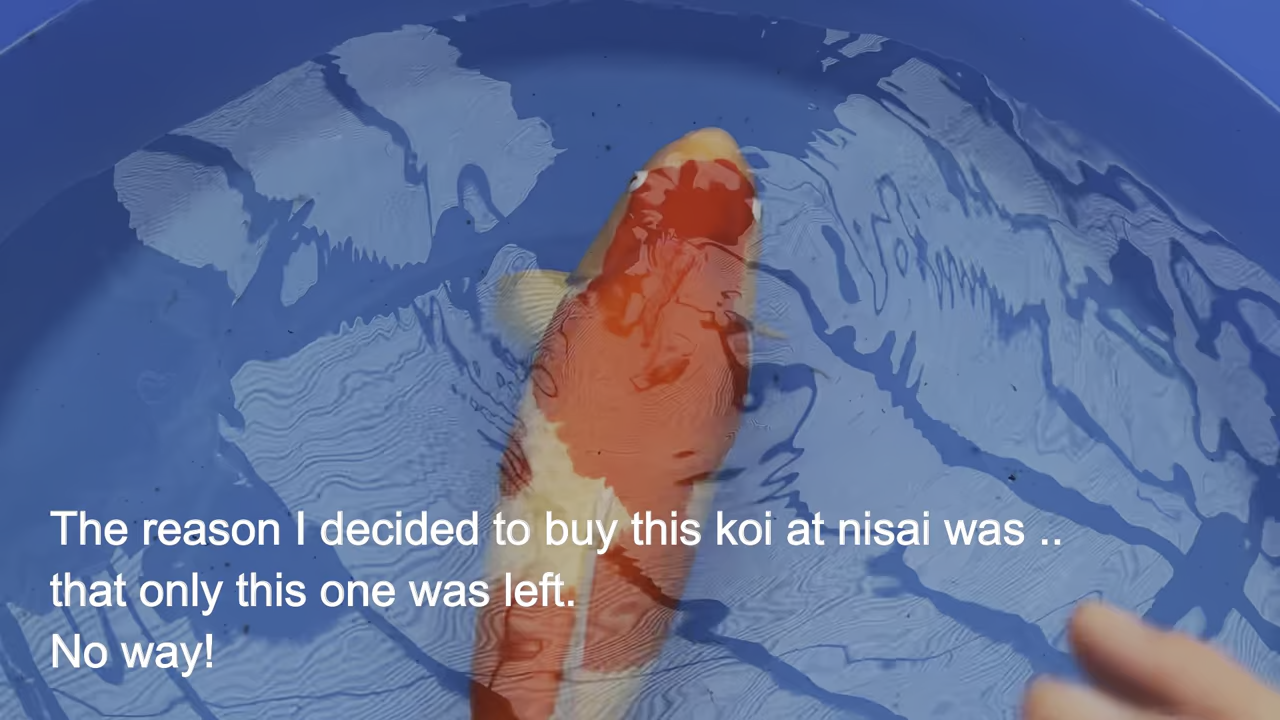 The reason I decided to buy this koi at nisai was ..
that only this one was left.
No way!